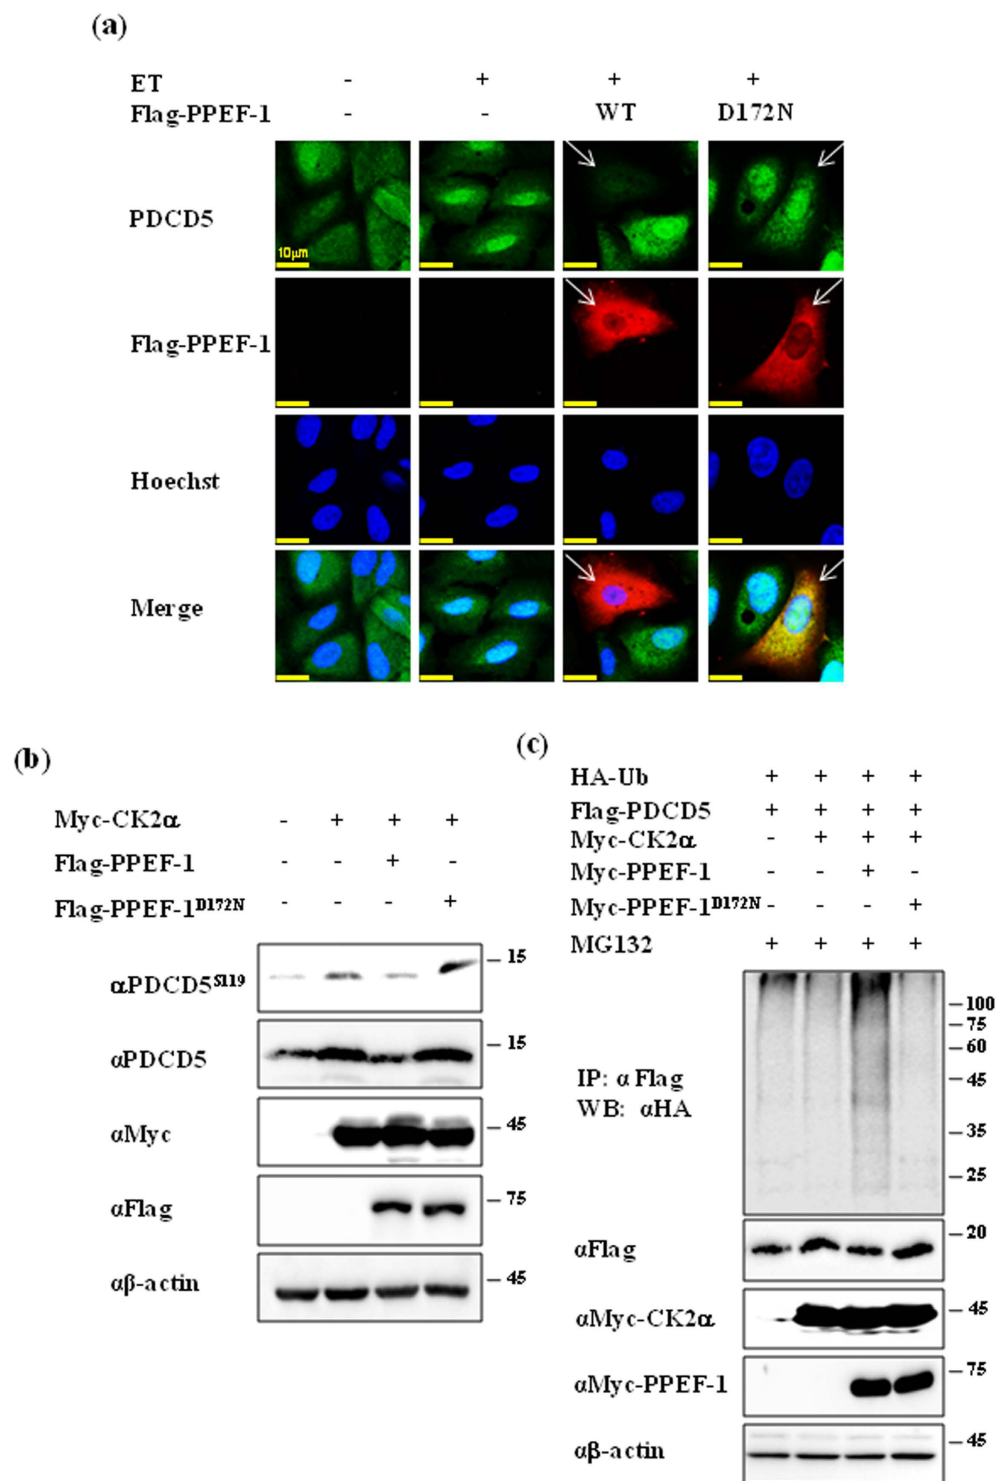 (a)
ET - + + +
Flag-PPEF-1 - - WT D172N
PDCD5
10μm
Flag-PPEF-1
Hoechst
Merge
(b)
Myc-CK2α - + + +
Flag-PPEF-1 - - + -
Flag-PPEF-1D172N - - - +
αPDCD5S119 15
αPDCD5 15
αMyc 45
αFlag 75
αβ-actin 45
(c)
HA-Ub + + + +
Flag-PDCD5 + + + +
Myc-CK2α - + + +
Myc-PPEF-1 - - + -
Myc-PPEF-1D172N - - - +
MG132 + + + +
100
75
60
45
IP: α Flag
WB: αHA
35
25
αFlag 20
αMyc-CK2α 45
αMyc-PPEF-1 75
αβ-actin 45